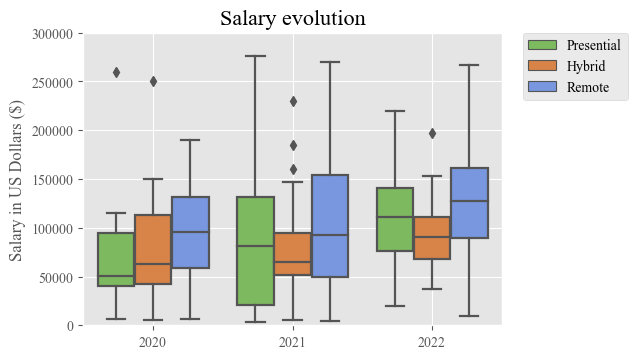 Salary evolution
Presential
Hybrid
Remote
Salary in US Dollars ($)
300000
250000
200000
150000
100000
50000
0
2020
2021
2022